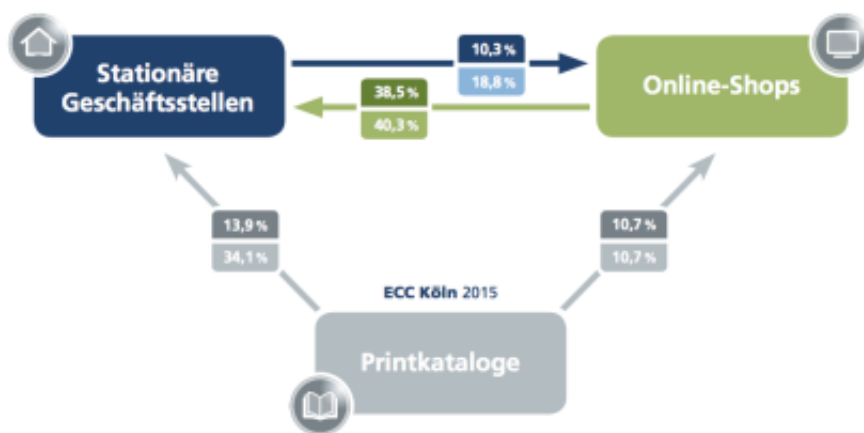 Stationäre
Geschäftsstellen
10,3 %
18,8 %
38,5 %
40,3 %
Online-Shops
13,9 %
34,1 %
10,7 %
10,7 %
ECC Köln 2015
Printkataloge